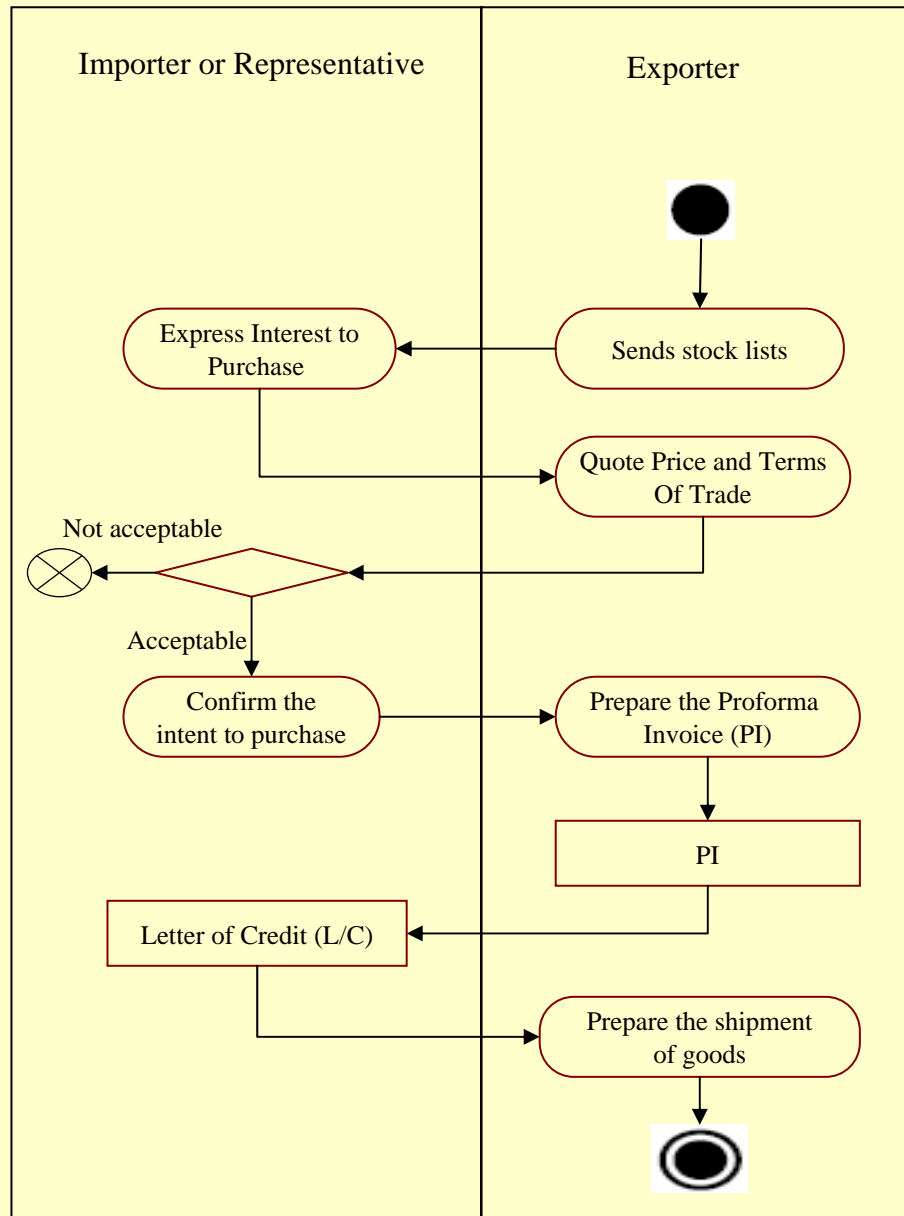 Importer or Representative
Exporter
Express Interest to
Purchase
Sends stock lists
Quote Price and Terms
Of Trade
Not acceptable
Acceptable
Confirm the
intent to purchase
Prepare the Proforma
Invoice (PI)
PI
Letter of Credit (L/C)
Prepare the shipment
of goods